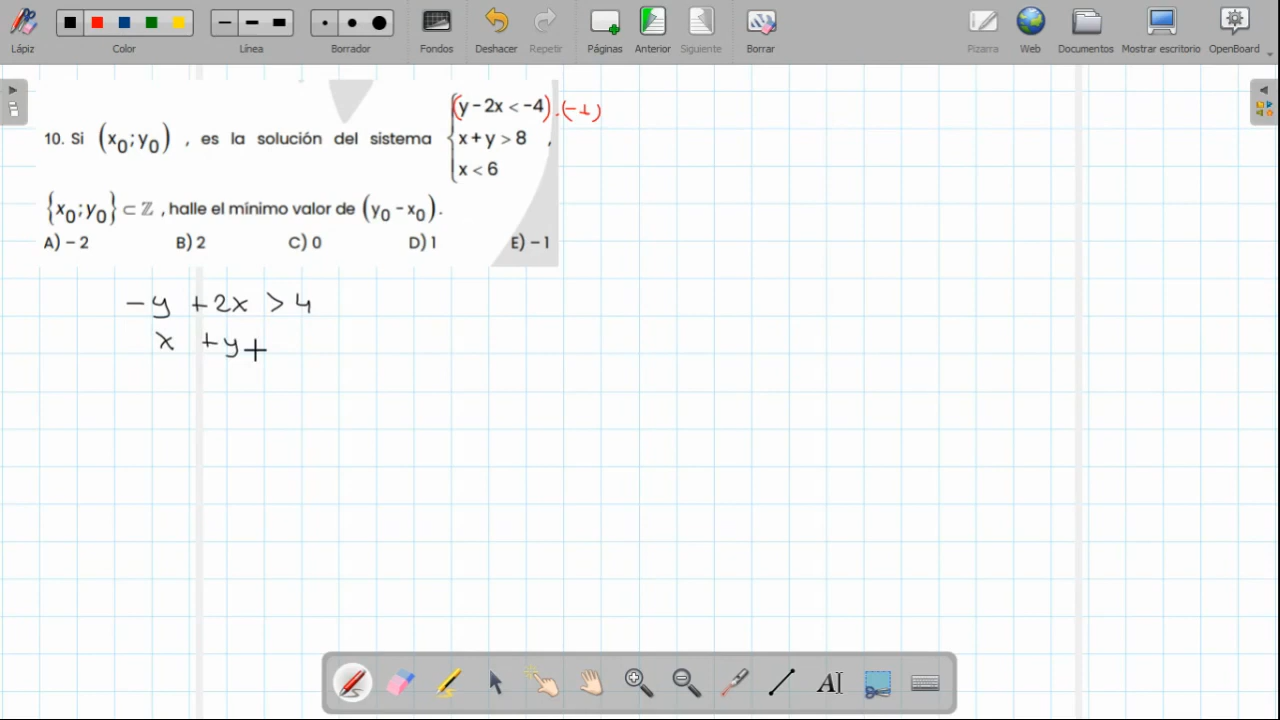 Lápiz Color Línea Borrador Fondos Deshacer Repetir Páginas Anterior Siguiente Borrar Pizarra Web Documentos Mostrar escritorio OpenBoard
(y - 2x < -4) . (-1)
10. Si (x₀; y₀) , es la solución del sistema { x + y > 8 ,
x < 6
{x₀; y₀} ⊂ ℤ , halle el mínimo valor de (y₀ - x₀).
A) - 2 B) 2 C) 0 D) 1 E) - 1
- y + 2x > 4
x + y
AI